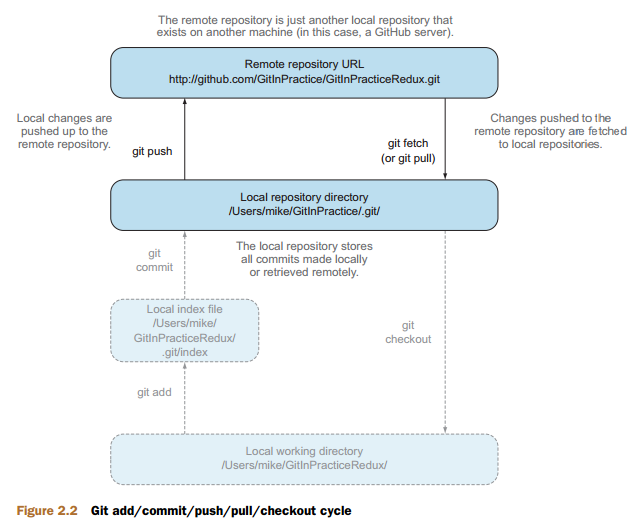 The remote repository is just another local repository that
exists on another machine (in this case, a GitHub server).
Remote repository URL
http://github.com/GitInPractice/GitInPracticeRedux.git
Local changes are
pushed up to the
remote repository.
git push
git fetch
(or git pull)
Changes pushed to the
remote repository are fetched
to local repositories.
Local repository directory
/Users/mike/GitInPractice/.git/
git
commit
The local repository stores
all commits made locally
or retrieved remotely.
Local index file
/Users/mike/
GitInPracticeRedux/
.git/index
git
checkout
git add
Local working directory
/Users/mike/GitInPracticeRedux/
Figure 2.2 Git add/commit/push/pull/checkout cycle